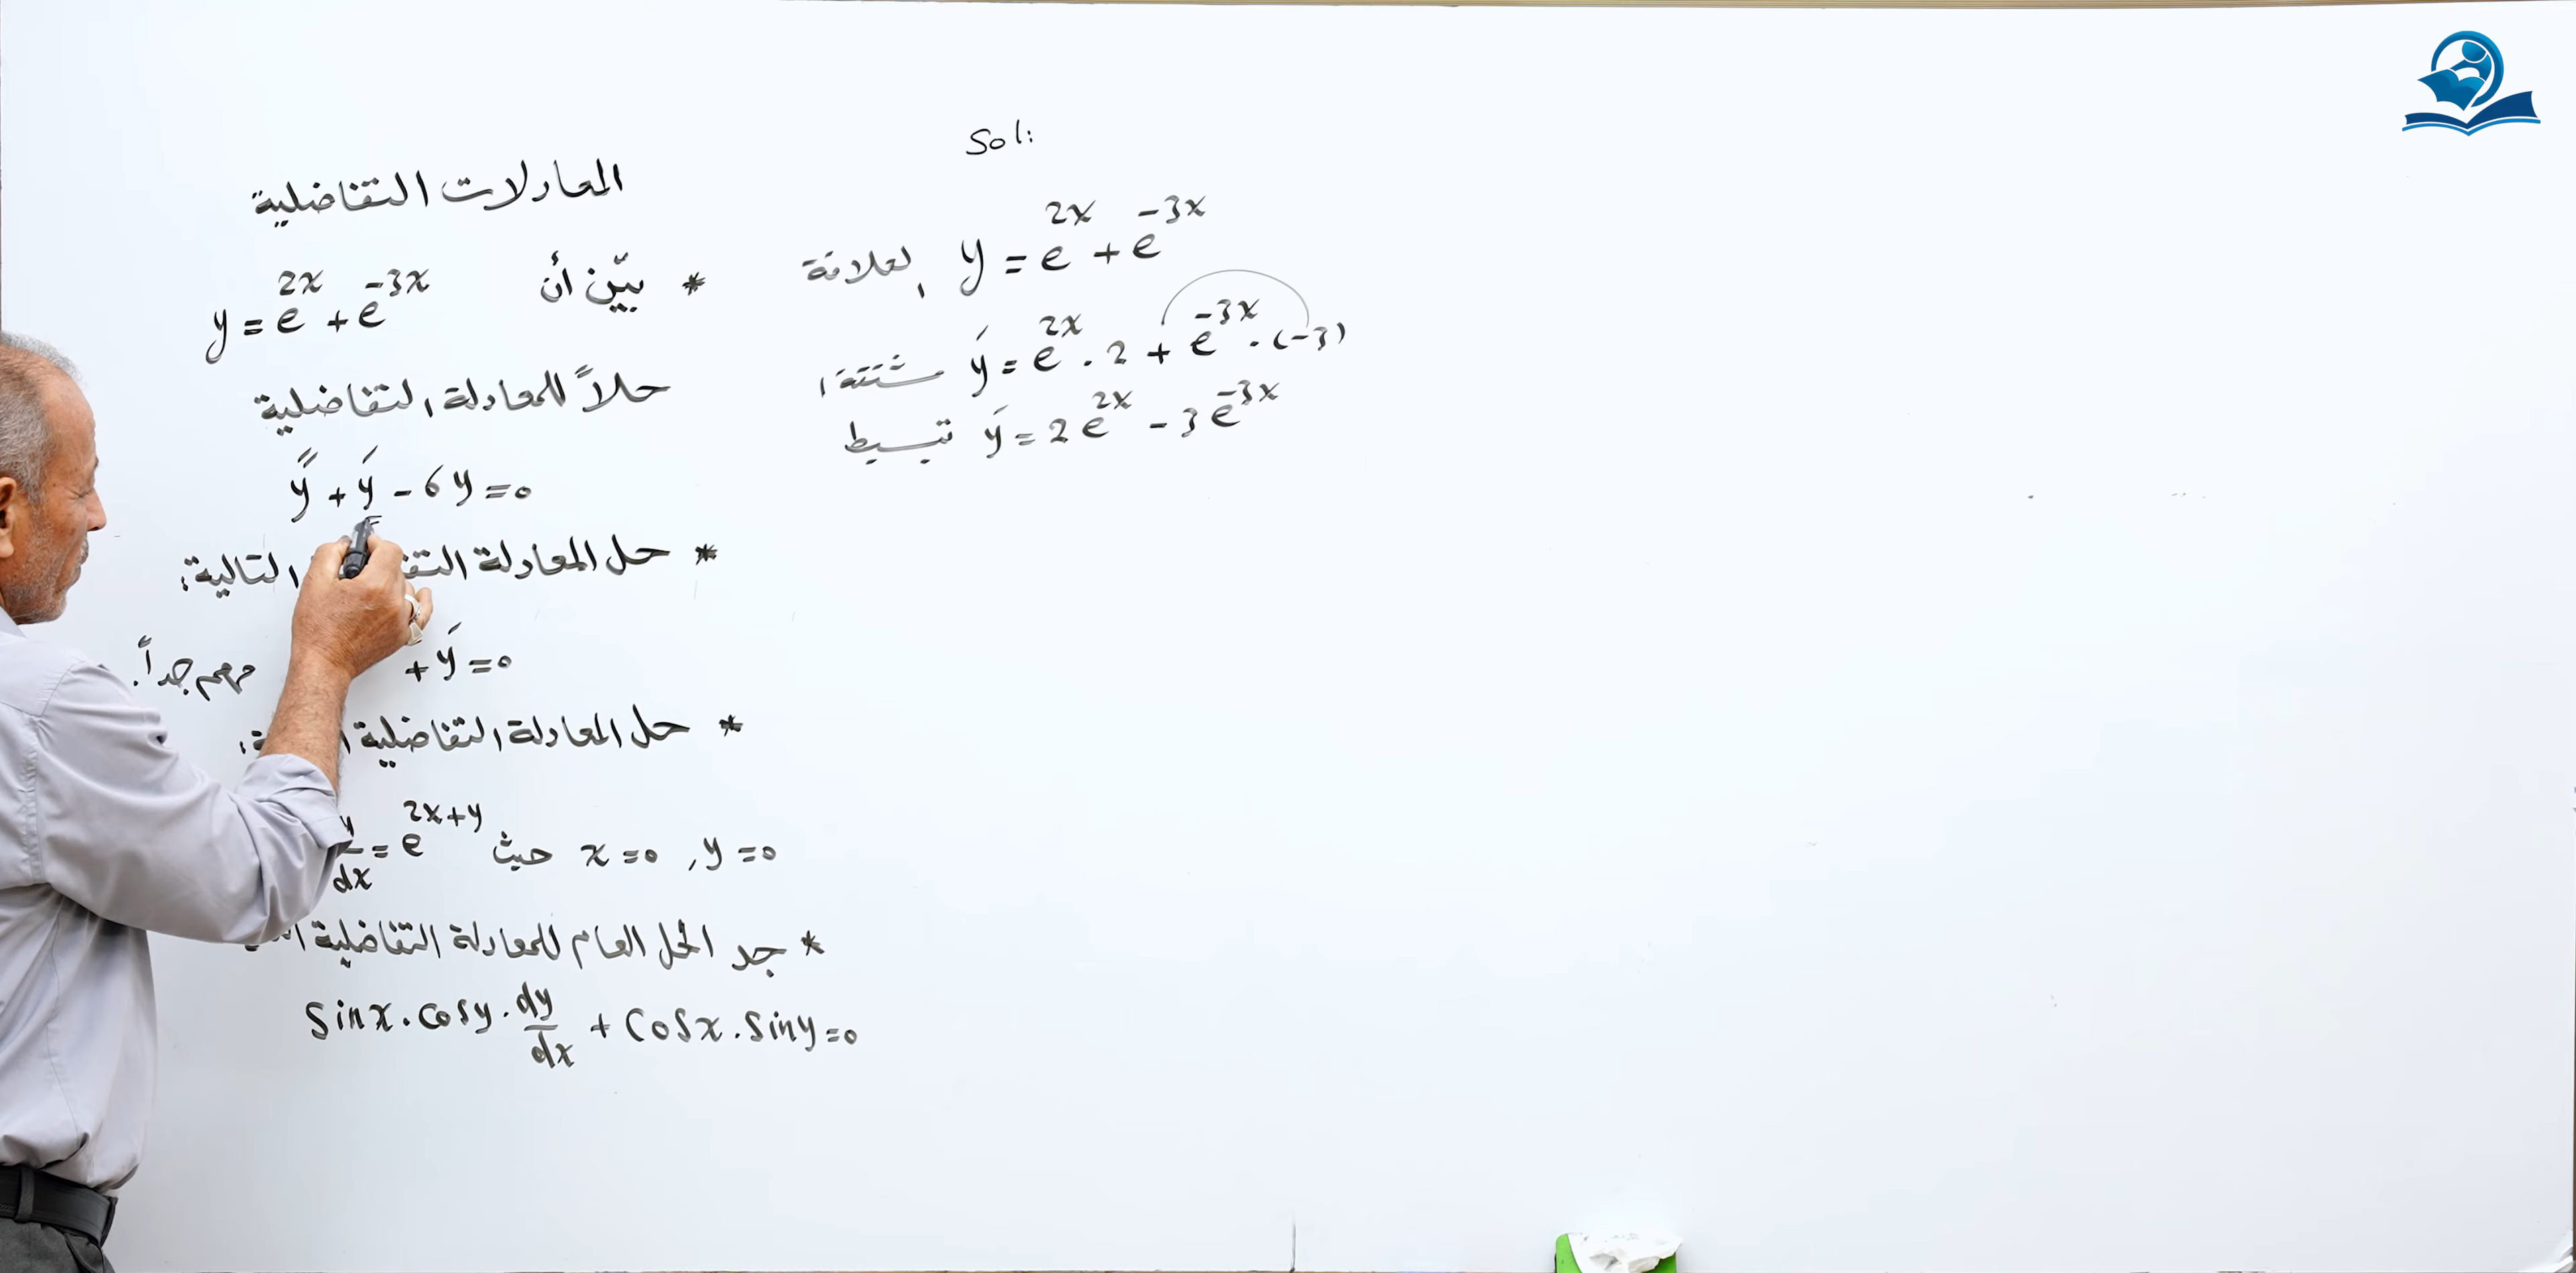 المعادلات التفاضلية
* بيّن أن y = e^{2x} + e^{-3x}
حلاً للمعادلة التفاضلية
y'' + y' - 6y = 0
* حل المعادلة التالية:
+ y' = 0 مهم جداً.
* حل المعادلة التفاضلية
dx = e^{2x+y} حيث x = 0 , y = 0
* جد الحل العام للمعادلة التفاضلية
Sinx . Cosy . dy/dx + Cosx . Siny = 0
Sol:
y = e^{2x} + e^{-3x} العلاقة
y' = e^{2x} . 2 + e^{-3x} . (-3)
y' = 2e^{2x} - 3e^{-3x} تبسيط